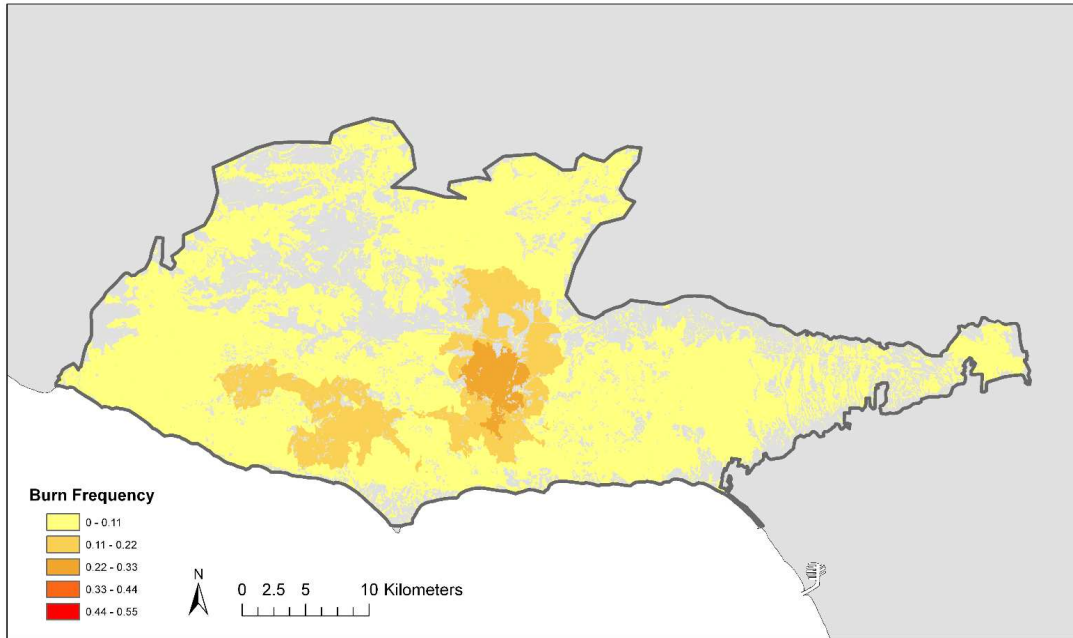 Burn Frequency
0 - 0.11
0.11 - 0.22
0.22 - 0.33
0.33 - 0.44
0.44 - 0.55
N
0 2.5 5 10 Kilometers